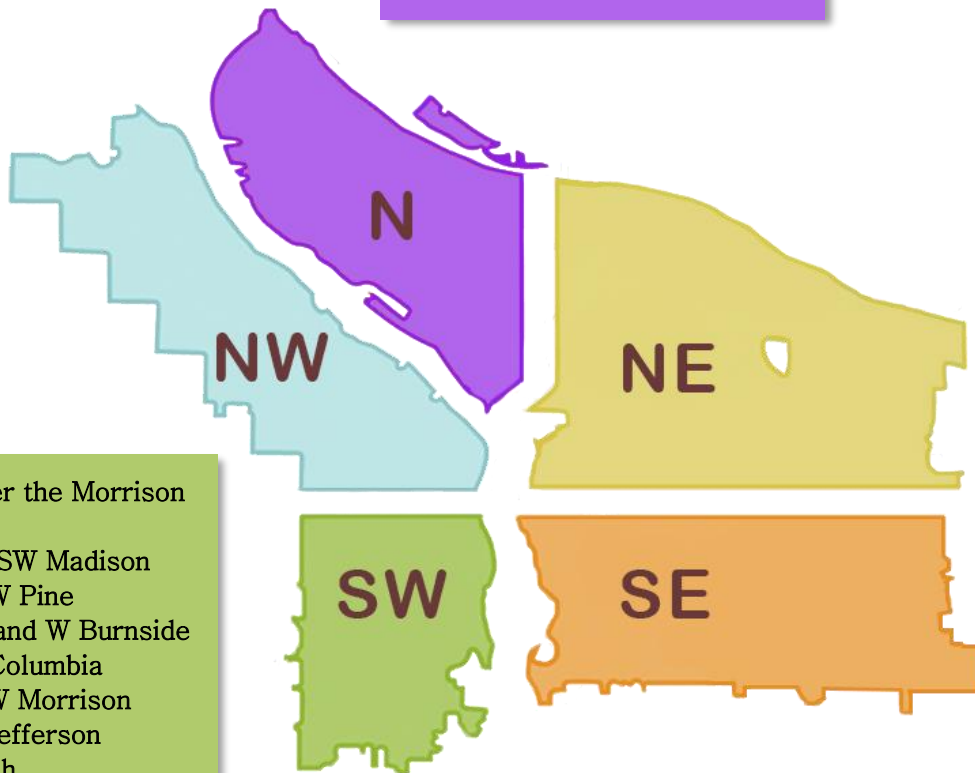 N
NW
NE
er the Morrison
SW Madison
W Pine
and W Burnside
Columbia
W Morrison
efferson
SW
SE